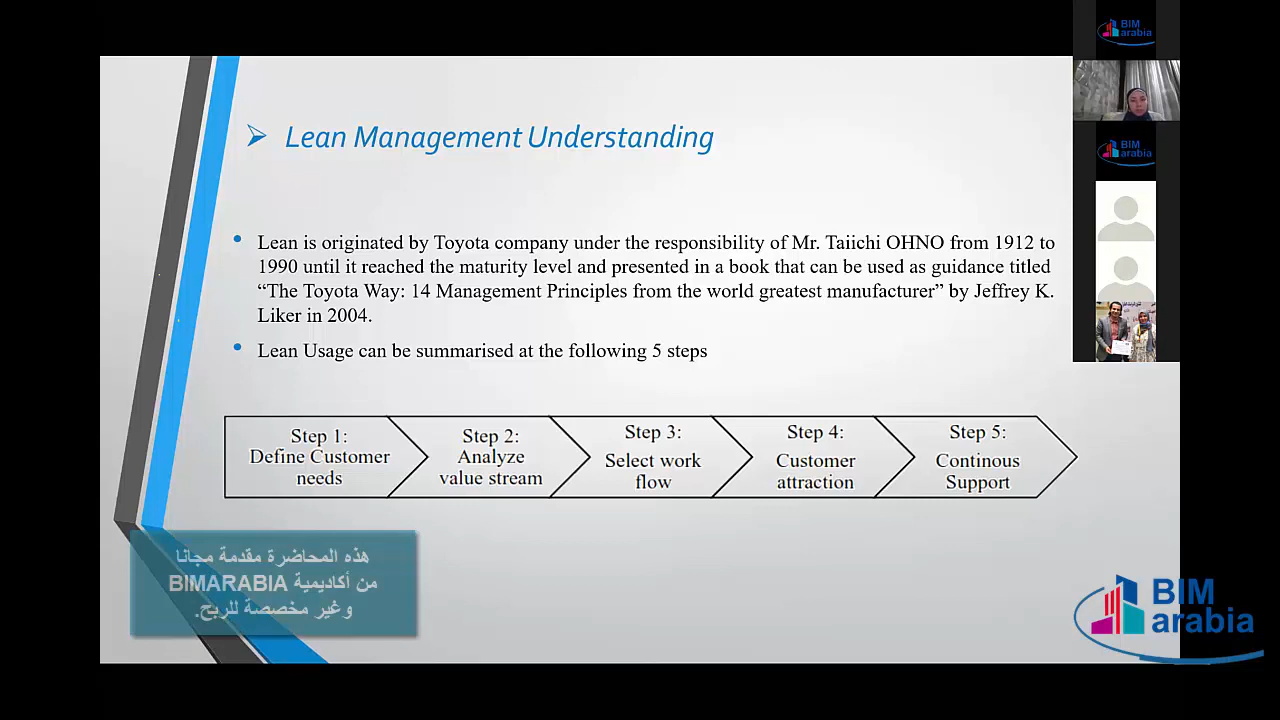 Lean Management Understanding
Lean is originated by Toyota company under the responsibility of Mr. Taiichi OHNO from 1912 to
1990 until it reached the maturity level and presented in a book that can be used as guidance titled
“The Toyota Way: 14 Management Principles from the world greatest manufacturer” by Jeffrey K.
Liker in 2004.
Lean Usage can be summarised at the following 5 steps
Step 1:
Define Customer
needs
Step 2:
Analyze
value stream
Step 3:
Select work
flow
Step 4:
Customer
attraction
Step 5:
Continous
Support
هذه المحاضرة مقدمة مجانا
من أكاديمية BIMARABIA
وغير مخصصة للربح.
BIM
arabia
BIM
arabia
BIM
arabia